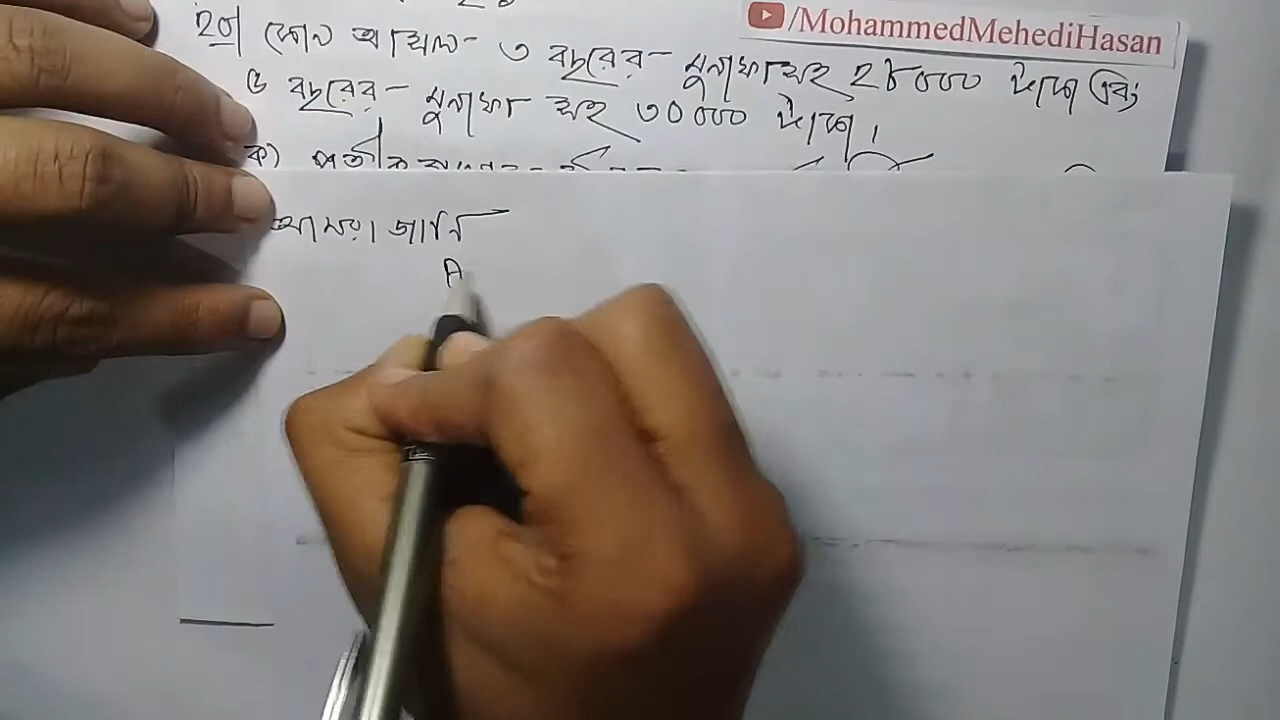 /MohammedMehediHasan
২০। কোন আসল ৩ বছরের মুনাফাসহ ২৮০০০ টাকা এবং
৫ বছরের মুনাফা সহ ৩০০০০ টাকা।
ক)
আমরা জানি
A